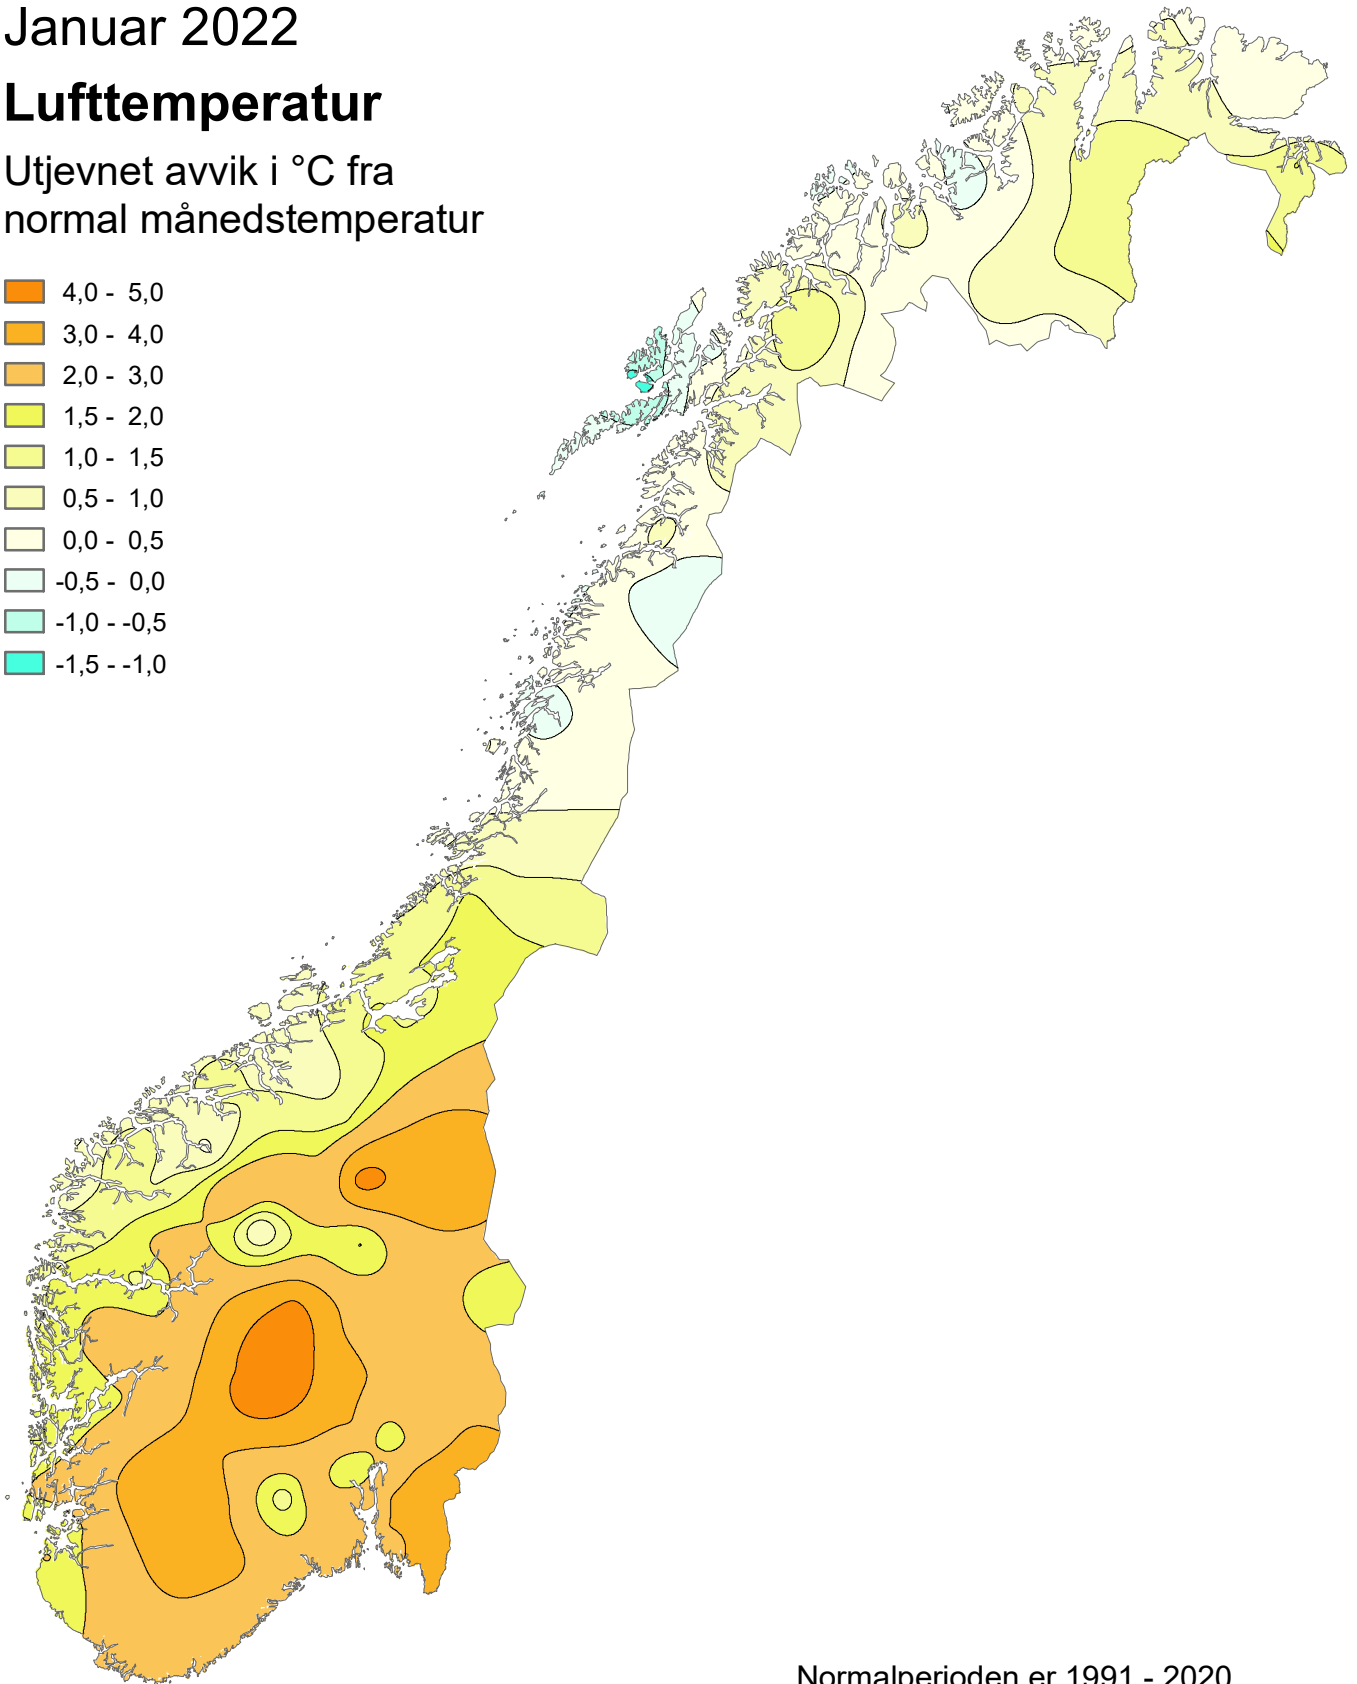 Januar 2022
Lufttemperatur
Utjevnet avvik i °C fra
normal månedstemperatur
4,0 - 5,0
3,0 - 4,0
2,0 - 3,0
1,5 - 2,0
1,0 - 1,5
0,5 - 1,0
0,0 - 0,5
-0,5 - 0,0
-1,0 - -0,5
-1,5 - -1,0
Normalperioden er 1991 - 2020